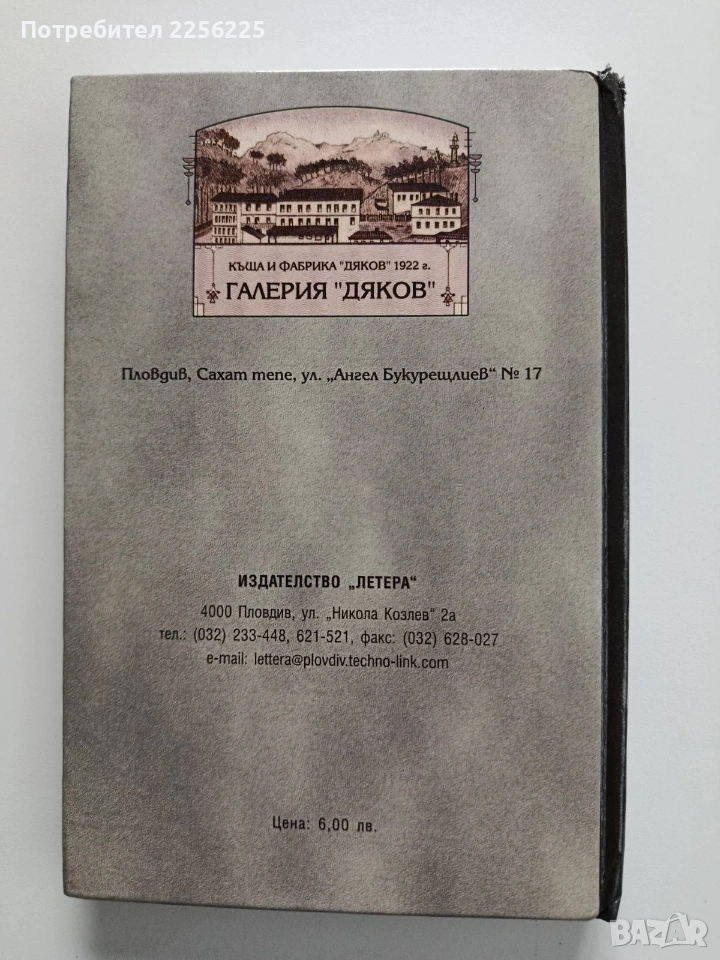 Потребител 2256225
КЪЩА И ФАБРИКА "ДЯКОВ" 1922 г.
ГАЛЕРИЯ "ДЯКОВ"
Пловдив, Сахат тепе, ул. „Ангел Букурещлиев“ № 17
ИЗДАТЕЛСТВО „ЛЕТЕРА“
4000 Пловдив, ул. „Никола Козлев“ 2а
тел.: (032) 233-448, 621-521, факс: (032) 628-027
e-mail: lettera@plovdiv.techno-link.com
Цена: 6,00 лв.
BAZAR